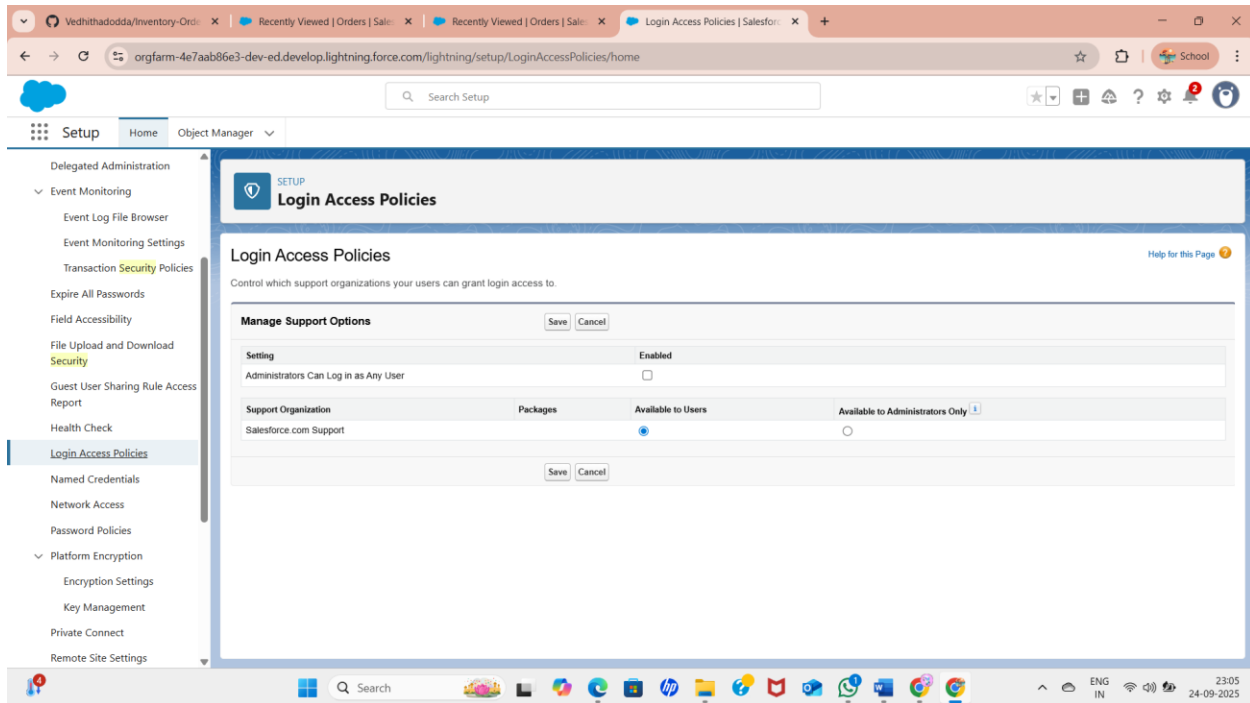 Vedhithadodda/Inventory-Orde
Recently Viewed | Orders | Sales
Recently Viewed | Orders | Sales
Login Access Policies | Salesforc
orgfarm-4e7aab86e3-dev-ed.develop.lightning.force.com/lightning/setup/LoginAccessPolicies/home
School
Search Setup
2
Setup
Home
Object Manager
Delegated Administration
Event Monitoring
Event Log File Browser
Event Monitoring Settings
Transaction Security Policies
Expire All Passwords
Field Accessibility
File Upload and Download
Security
Guest User Sharing Rule Access
Report
Health Check
Login Access Policies
Named Credentials
Network Access
Password Policies
Platform Encryption
Encryption Settings
Key Management
Private Connect
Remote Site Settings
SETUP
Login Access Policies
Login Access Policies
Help for this Page ?
Control which support organizations your users can grant login access to.
Manage Support Options Save Cancel
Setting Enabled
Administrators Can Log in as Any User
Support Organization Packages Available to Users Available to Administrators Only i
Salesforce.com Support
Save Cancel
4
Search
ENG
IN
23:05
24-09-2025